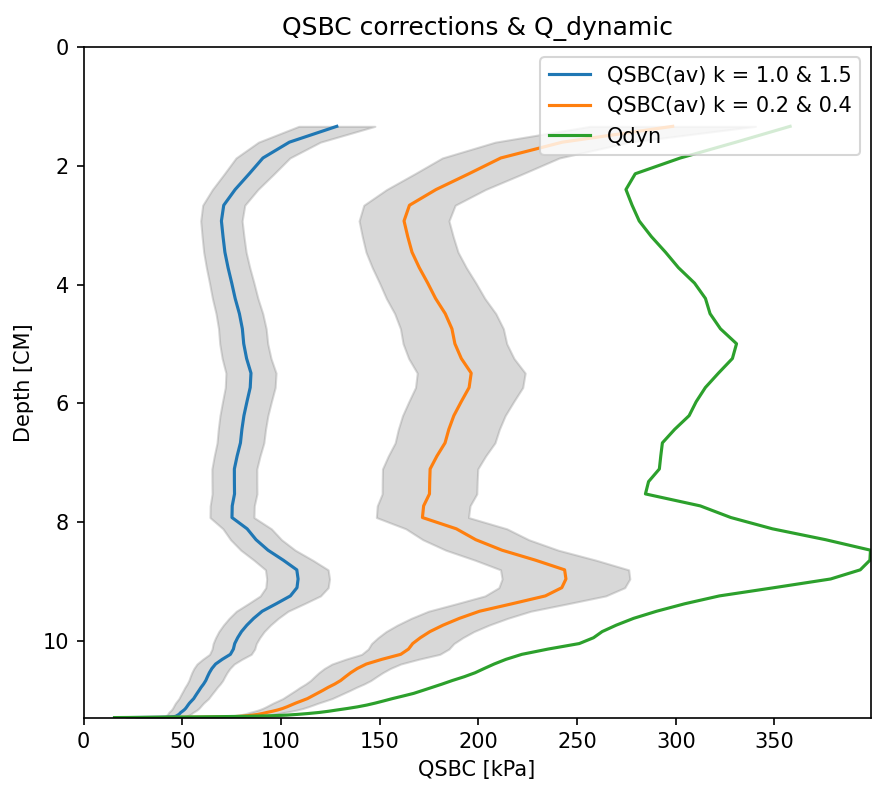 QSBC corrections & Q_dynamic
QSBC(av) k = 1.0 & 1.5
QSBC(av) k = 0.2 & 0.4
Qdyn
Depth [CM]
0
2
4
6
8
10
0 50 100 150 200 250 300 350
QSBC [kPa]